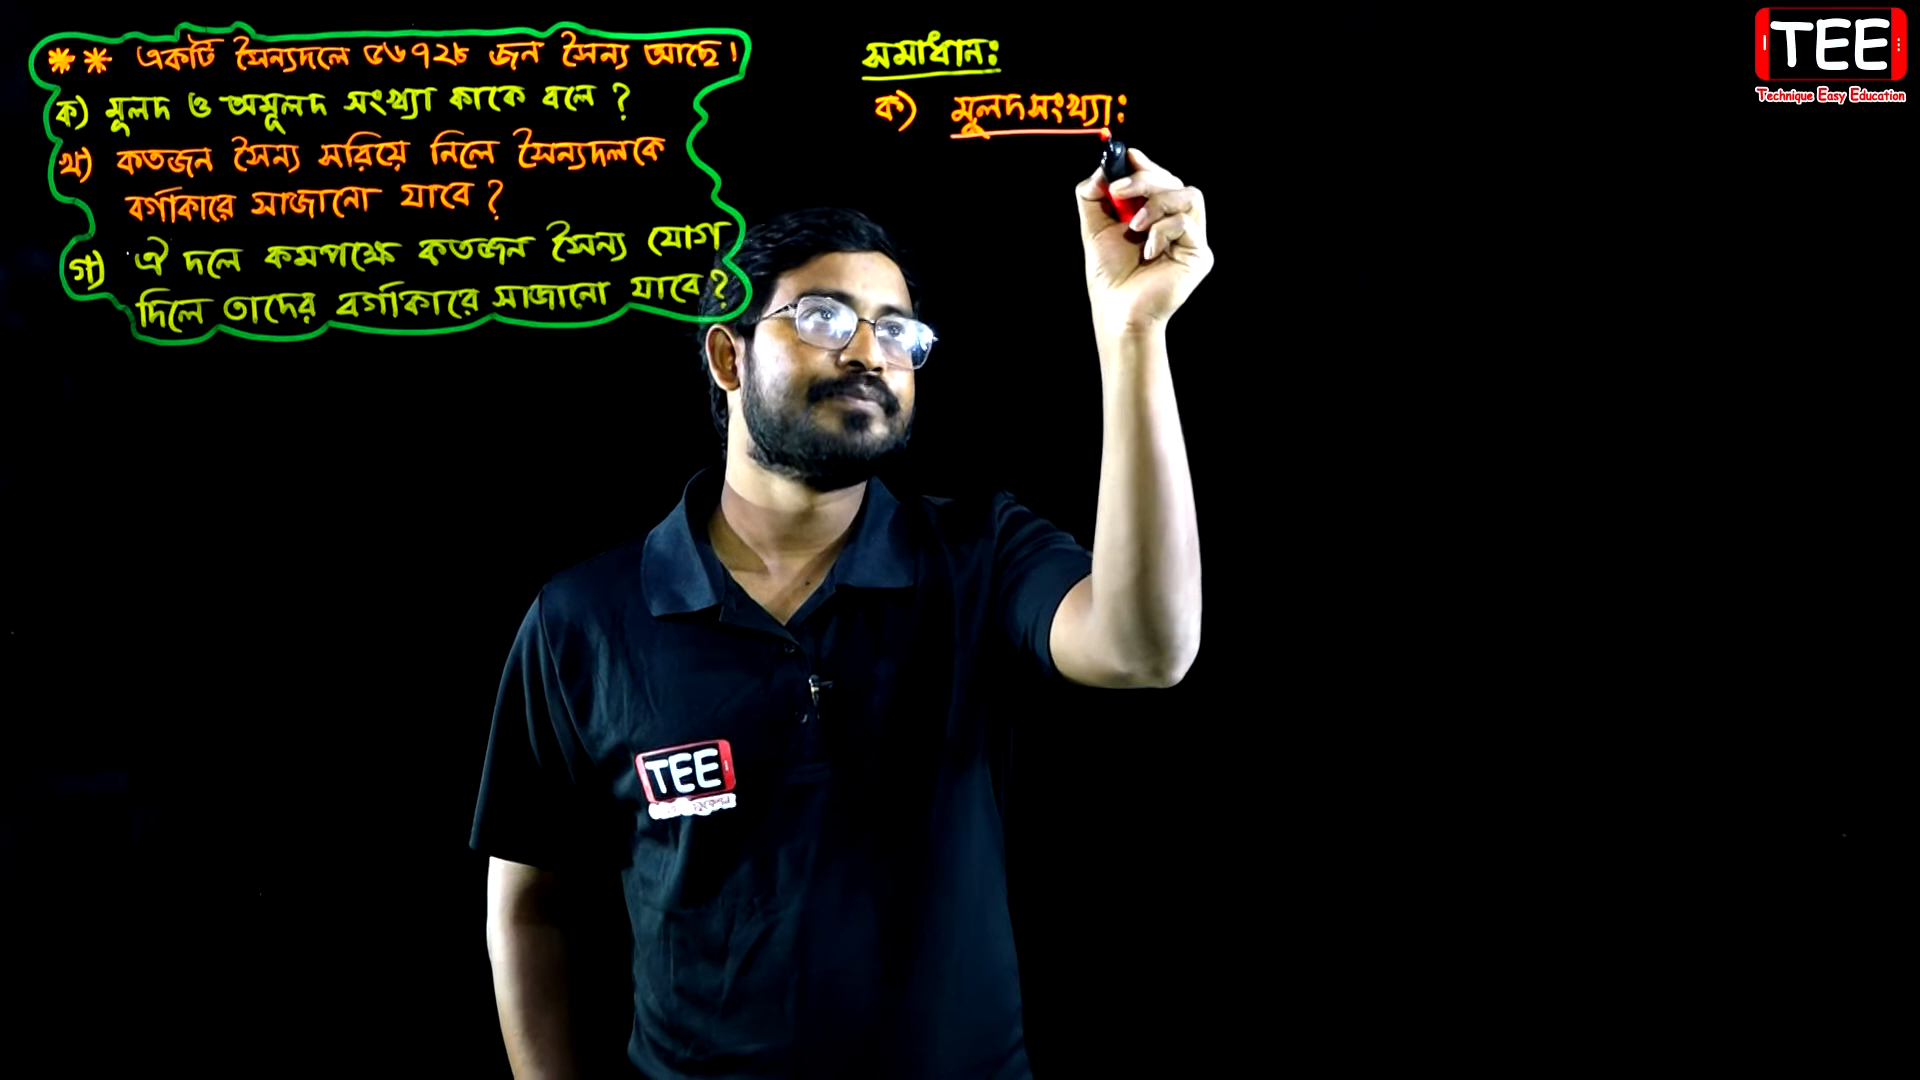 ** একটি সৈন্যদলে ৫৬৭২৮ জন সৈন্য আছে।
ক) মূলদ ও অমূলদ সংখ্যা কাকে বলে ?
খ) কতজন সৈন্য সরিয়ে নিলে সৈন্যদলকে
বর্গাকারে সাজানো যাবে ?
গ) ঐ দলে কমপক্ষে কতজন সৈন্য যোগ
দিলে তাদের বর্গাকারে সাজানো যাবে ?
সমাধান:
ক) মূলদসংখ্যা:
TEE
Technique Easy Education
TEE